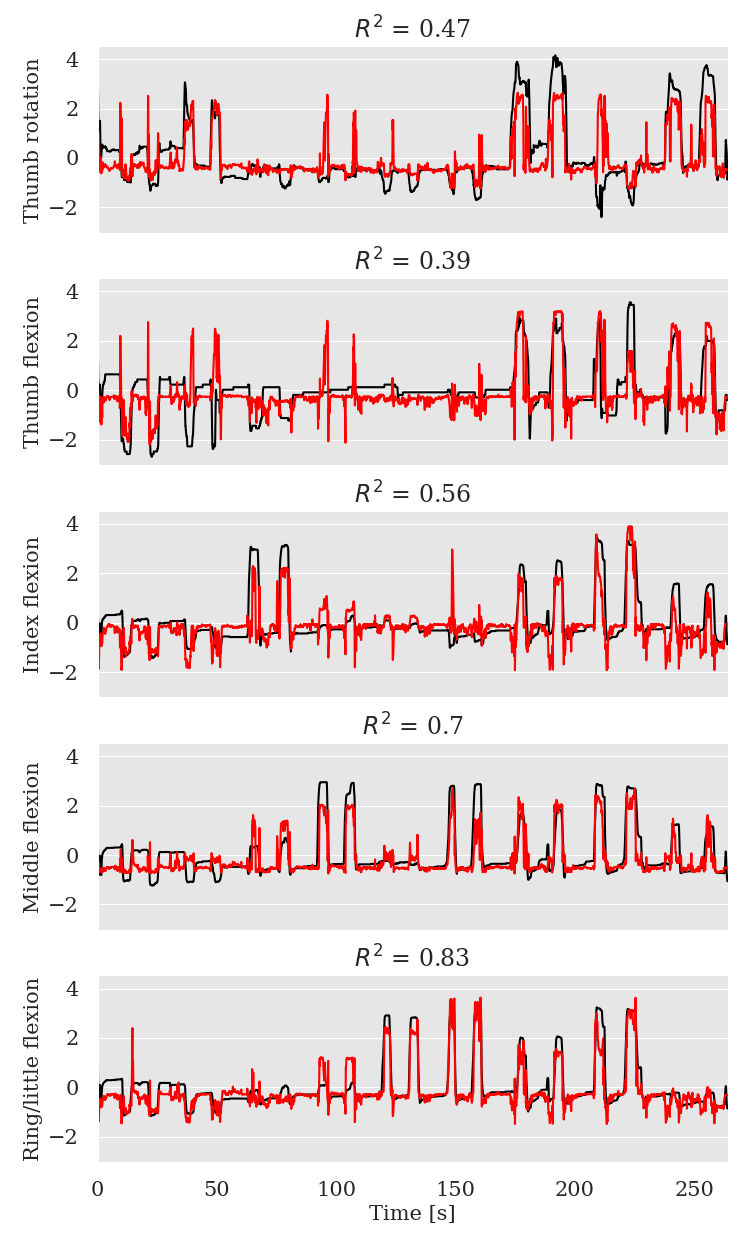 R² = 0.47
Thumb rotation
4
2
0
−2
R² = 0.39
Thumb flexion
4
2
0
−2
R² = 0.56
Index flexion
4
2
0
−2
R² = 0.7
Middle flexion
4
2
0
−2
R² = 0.83
Ring/little flexion
4
2
0
−2
0 50 100 150 200 250
Time [s]